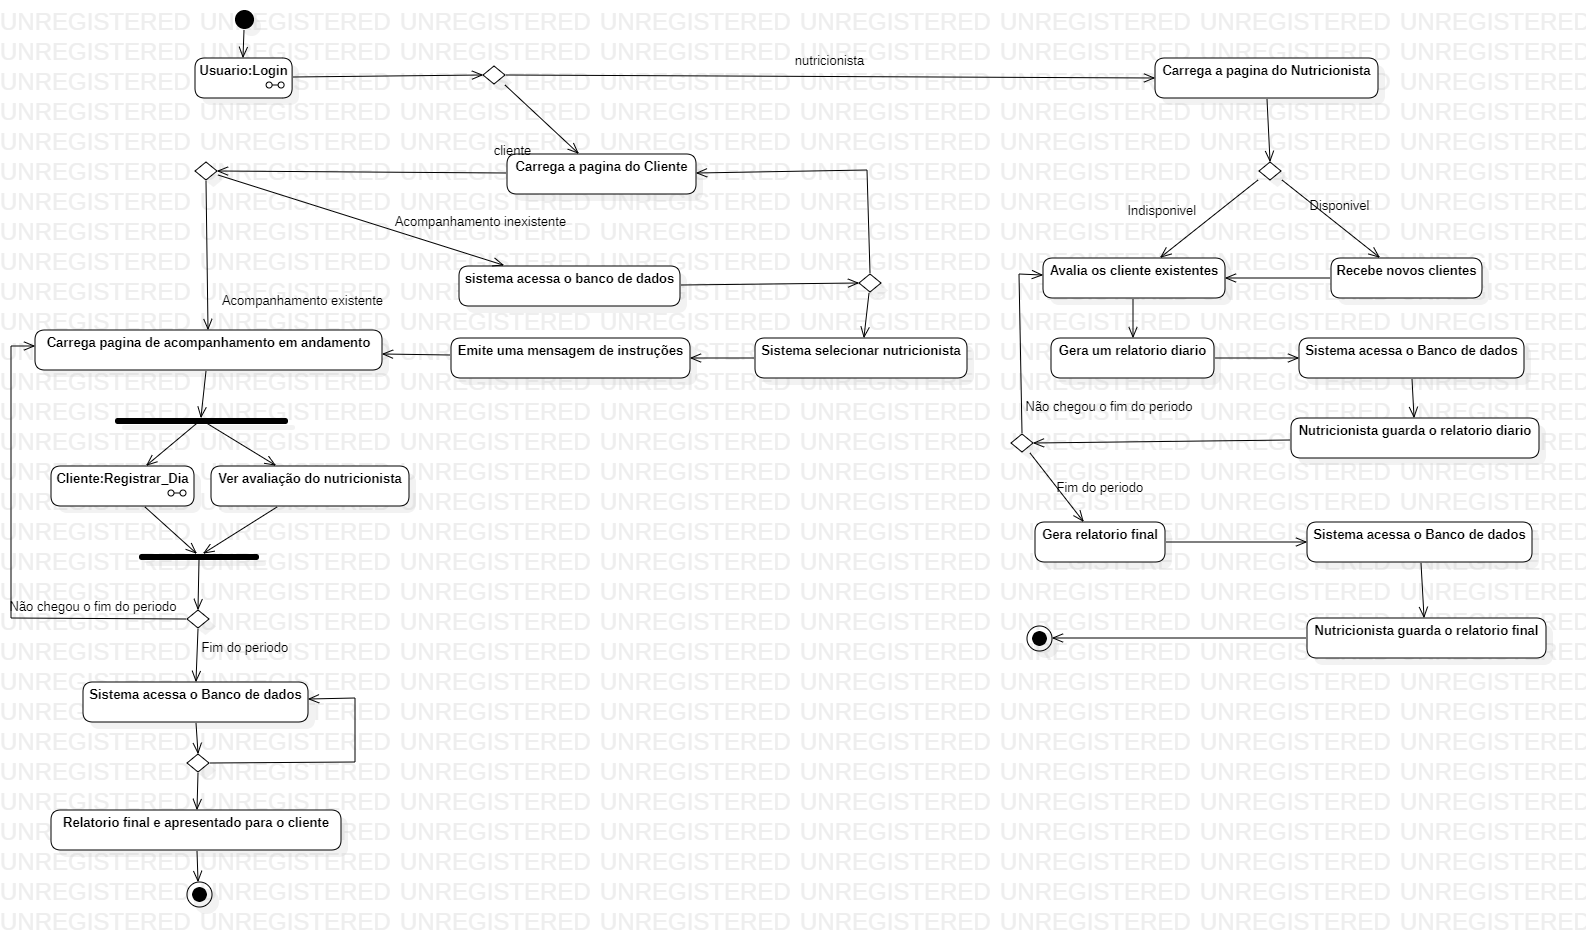 nutricionista
Usuario:Login
Carrega a pagina do Nutricionista
cliente
Carrega a pagina do Cliente
Disponivel
Indisponivel
Acompanhamento inexistente
Avalia os cliente existentes
Recebe novos clientes
sistema acessa o banco de dados
Acompanhamento existente
Carrega pagina de acompanhamento em andamento
Emite uma mensagem de instruções
Sistema selecionar nutricionista
Gera um relatorio diario
Sistema acessa o Banco de dados
Não chegou o fim do periodo
Nutricionista guarda o relatorio diario
Cliente:Registrar_Dia
Ver avaliação do nutricionista
Fim do periodo
Gera relatorio final
Sistema acessa o Banco de dados
Não chegou o fim do periodo
Nutricionista guarda o relatorio final
Fim do periodo
Sistema acessa o Banco de dados
Relatorio final e apresentado para o cliente
UNREGISTERED